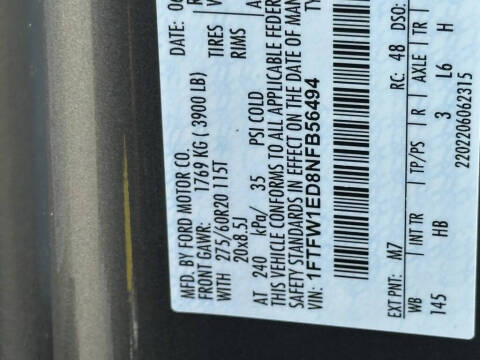 MFD. BY FORD MOTOR CO.
DATE: 06
FRONT GAWR: 1769 KG ( 3900 LB)
WITH 275/60R20 115T TIRES
20x8.5J RIMS
AT 240 kPa/ 35 PSI COLD
THIS VEHICLE CONFORMS TO ALL APPLICABLE FEDER
SAFETY STANDARDS IN EFFECT ON THE DATE OF MAN
VIN: 1FTFW1ED8NFB56494 TY
EXT PNT: M7 RC: 48 DSO:
WB INT TR TP/PS R AXLE TR
145 HB 3 L6 H
2202206062315